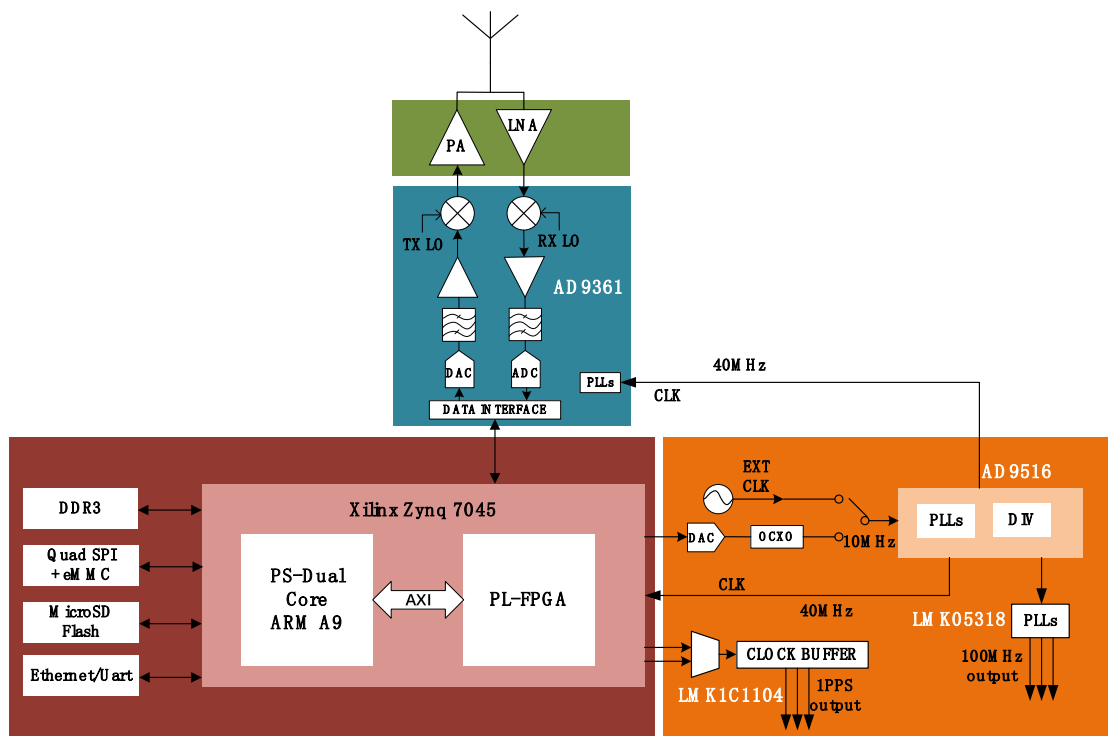 PA
LNA
TX LO
RX LO
AD9361
DAC
ADC
PLLs
DATA INTERFACE
40MHz
CLK
DDR3
Quad SPI
+eMMC
MicroSD
Flash
Ethernet/Uart
Xilinx Zynq 7045
PS-Dual
Core
ARM A9
AXI
PL-FPGA
EXT
CLK
DAC
OCXO
10MHz
AD9516
PLLs
DIV
CLK
40MHz
LMK05318
PLLs
100MHz
output
CLOCK BUFFER
LMK1C1104
1PPS
output